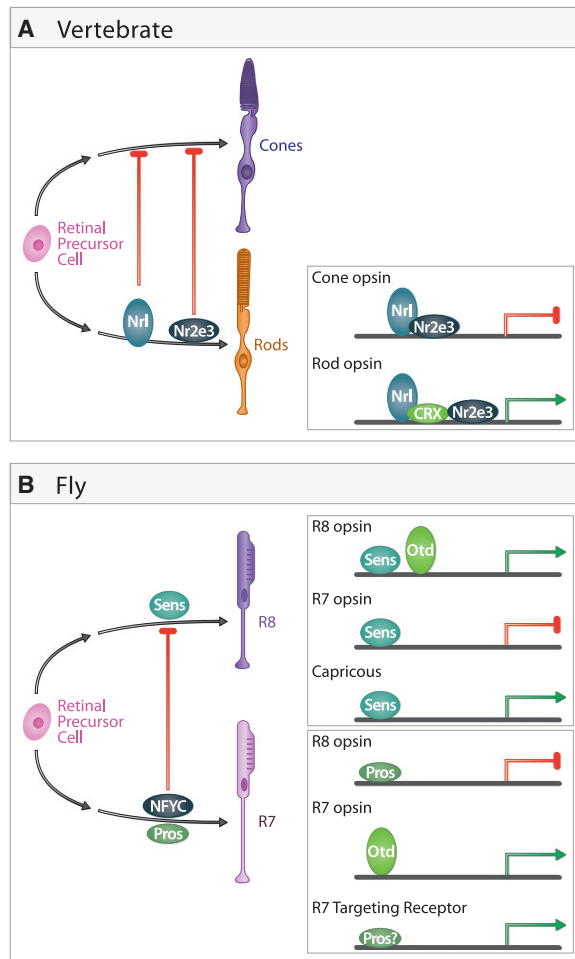 A Vertebrate
Cones
Retinal
Precursor
Cell
Nrl
Nr2e3
Rods
Cone opsin
Nrl
Nr2e3
Rod opsin
Nrl
CRX
Nr2e3
B Fly
Sens
R8
Retinal
Precursor
Cell
NFYC
Pros
R7
R8 opsin
Sens
Otd
R7 opsin
Sens
Capricous
Sens
R8 opsin
Pros
R7 opsin
Otd
R7 Targeting Receptor
Pros?